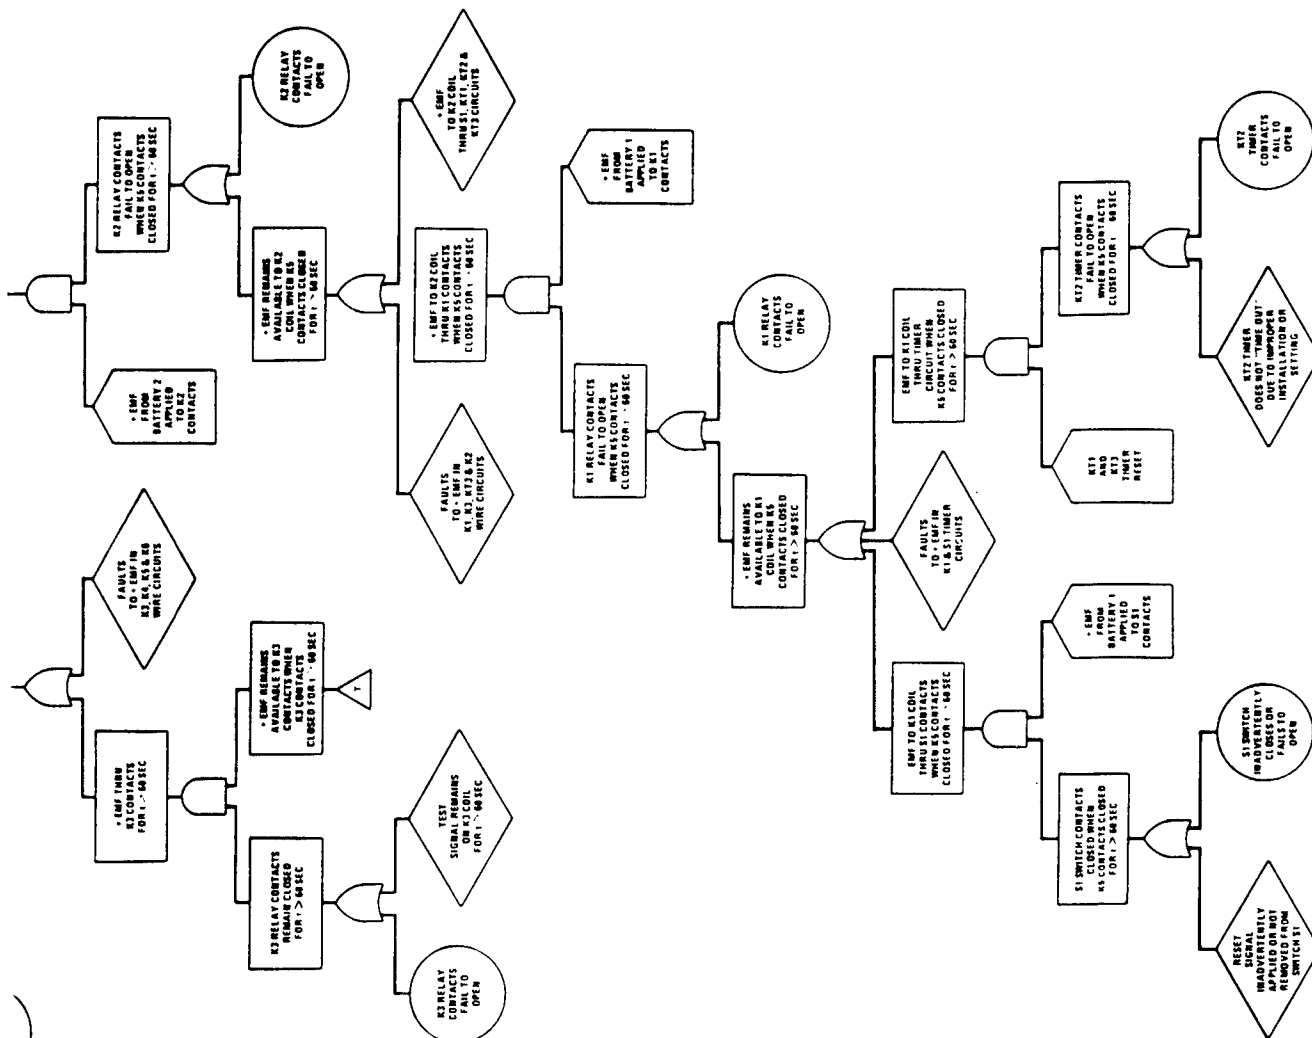 + EMF THRU
K3 CONTACTS
FOR t > 60 SEC
FAULTS
TO + EMF IN
K3, K4, K5 & K6
WIRE CIRCUITS
K3 RELAY CONTACTS
REMAIN CLOSED
FOR t > 60 SEC
+ EMF REMAINS
AVAILABLE TO K3
CONTACTS WHEN
K3 CONTACTS
CLOSED FOR t > 60 SEC
K3 RELAY
CONTACTS
FAIL TO
OPEN
TEST
SIGNAL REMAINS
ON K3 COIL
FOR t > 60 SEC
+ EMF
FROM
BATTERY 2
APPLIED
TO K2
CONTACTS
K2 RELAY CONTACTS
FAIL TO OPEN
WHEN K5 CONTACTS
CLOSED FOR t > 60 SEC
+ EMF REMAINS
AVAILABLE TO K2
COIL WHEN K5
CONTACTS CLOSED
FOR t > 60 SEC
K2 RELAY
CONTACTS
FAIL TO
OPEN
FAULTS
TO + EMF IN
K1, K3, KT3 & K2
WIRE CIRCUITS
+ EMF TO K2 COIL
THRU K1 CONTACTS
WHEN K5 CONTACTS
CLOSED FOR t > 60 SEC
+ EMF
TO K2 COIL
THRU S1, KT1, KT2 &
KT3 CIRCUITS
K1 RELAY CONTACTS
FAIL TO OPEN
WHEN K5 CONTACTS
CLOSED FOR t > 60 SEC
+ EMF
FROM
BATTERY 1
APPLIED
TO K1
CONTACTS
+ EMF REMAINS
AVAILABLE TO K1
COIL WHEN K5
CONTACTS CLOSED
FOR t > 60 SEC
K1 RELAY
CONTACTS
FAIL TO
OPEN
EMF TO K1 COIL
THRU S1 CONTACTS
WHEN K5 CONTACTS
CLOSED FOR t > 60 SEC
FAULTS
TO + EMF IN
K1 & S1 TIMER
CIRCUITS
EMF TO K1 COIL
THRU TIMER
CIRCUIT WHEN
K5 CONTACTS CLOSED
FOR t > 60 SEC
S1 SWITCH CONTACTS
CLOSED WHEN
K5 CONTACTS CLOSED
FOR t > 60 SEC
+ EMF
FROM
BATTERY 1
APPLIED
TO S1
CONTACTS
KT1
AND
KT3
TIMER
RESET
KT2 TIMER CONTACTS
FAIL TO OPEN
WHEN K5 CONTACTS
CLOSED FOR t 60 SEC
RESET
SIGNAL
INADVERTENTLY
APPLIED OR NOT
REMOVED FROM
SWITCH S1
S1 SWITCH
INADVERTENTLY
CLOSES OR
FAILS TO
OPEN
KT2 TIMER
DOES NOT "TIME OUT"
DUE TO IMPROPER
INSTALLATION OR
SETTING
KT2
TIMER
CONTACTS
FAIL TO
OPEN